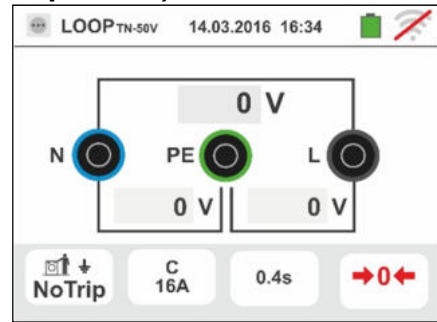 LOOP TN-50V 14.03.2016 16:34
0 V
N PE L
0 V 0 V
NoTrip C 16A 0.4s →0←